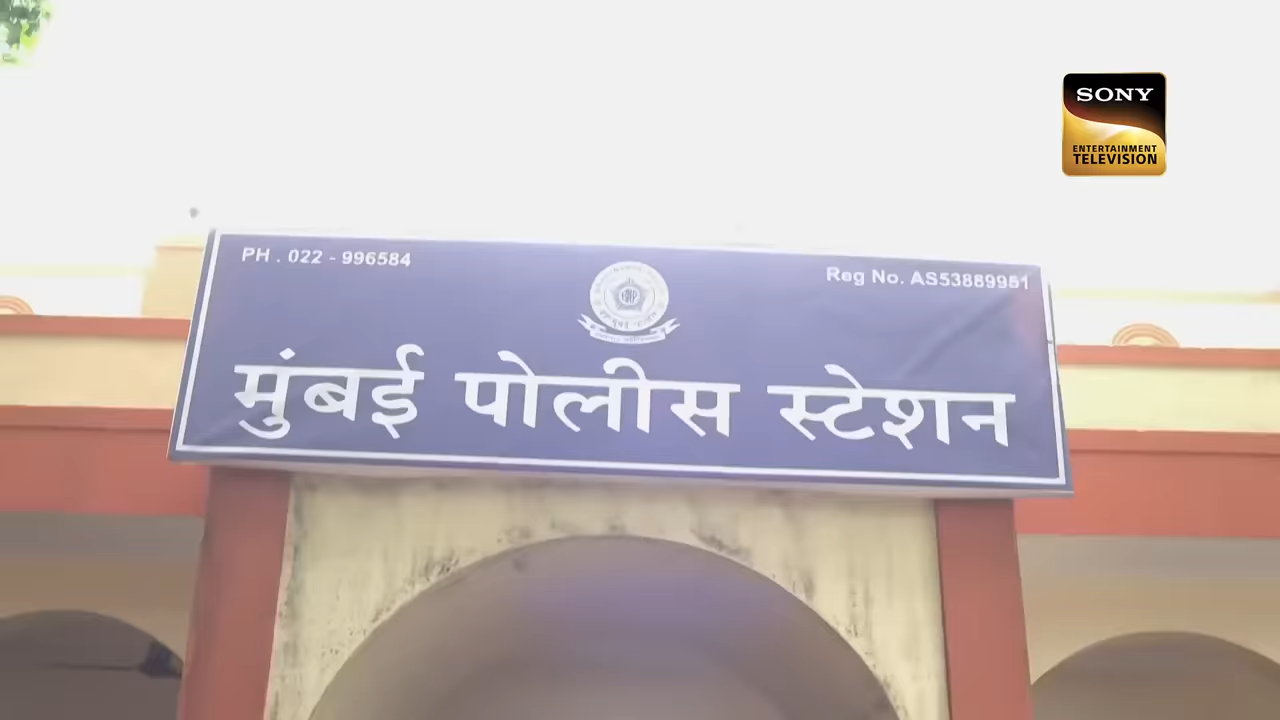 SONY
ENTERTAINMENT
TELEVISION
PH . 022 - 996584
Reg No. AS53889951
मुंबई पोलीस स्टेशन